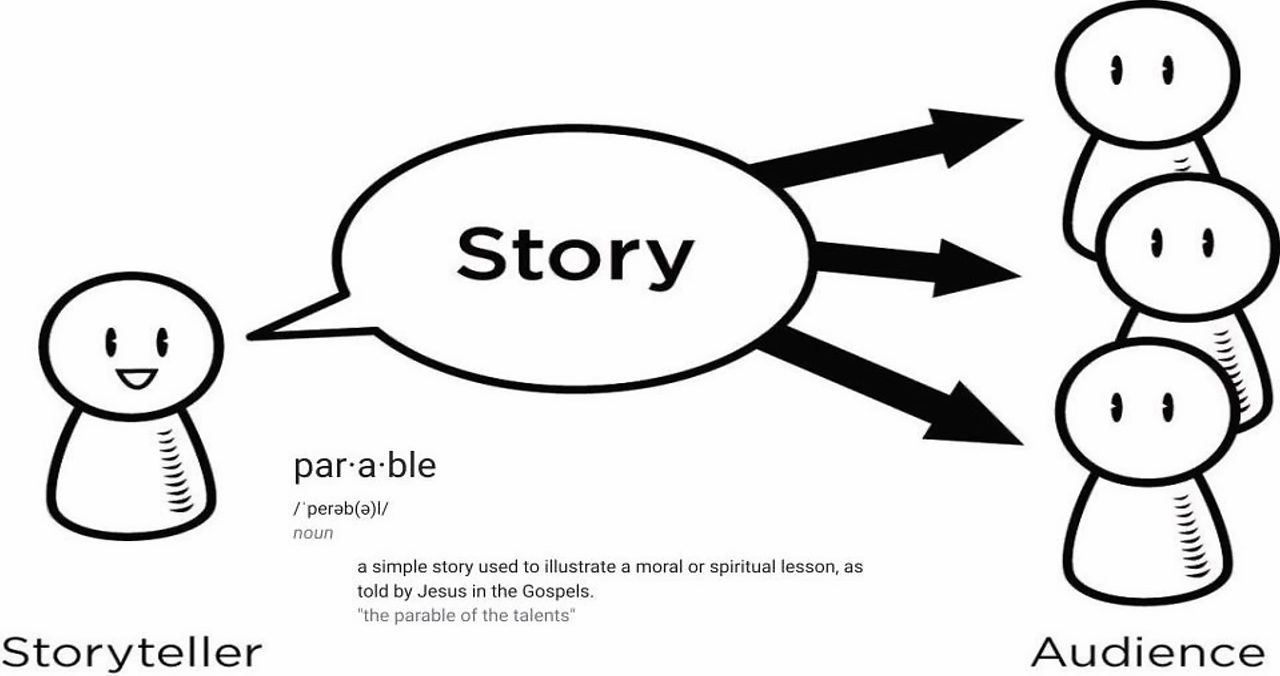 Story
par·a·ble
/ˈperəb(ə)l/
noun
a simple story used to illustrate a moral or spiritual lesson, as
told by Jesus in the Gospels.
"the parable of the talents"
Storyteller
Audience